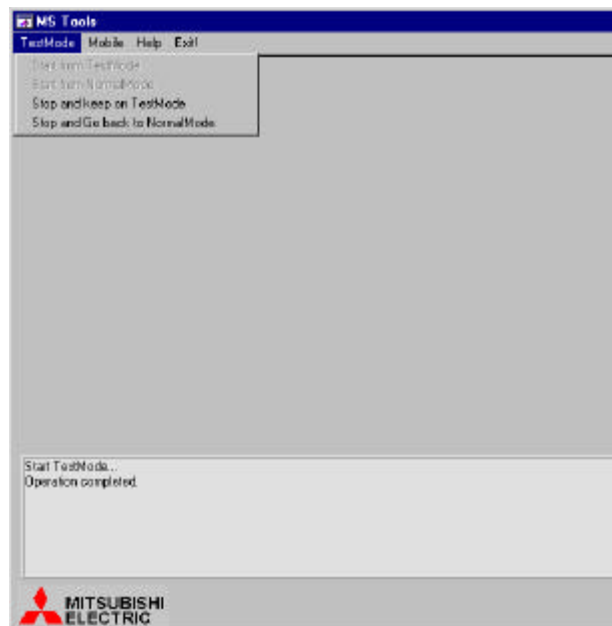 MS Tools
TestMode Mobile Help Exit!
Start from TestMode
Start from NormalMode
Stop and keep on TestMode
Stop and Go back to NormalMode
Start TestMode...
Operation completed.
MITSUBISHI
ELECTRIC